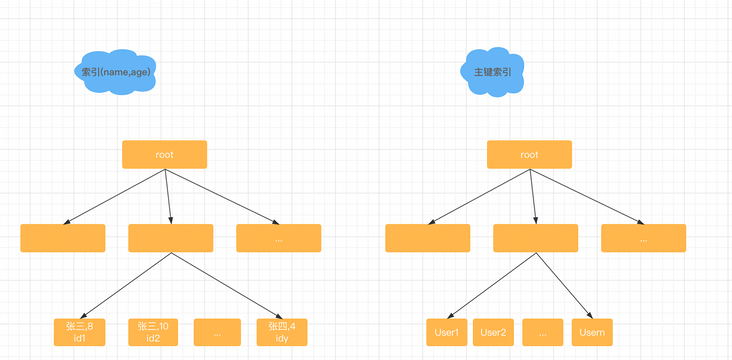 索引(name,age)
主键索引
root
root
...
...
张三,8
id1
张三,10
id2
...
张四,4
idy
User1
User2
...
Usem